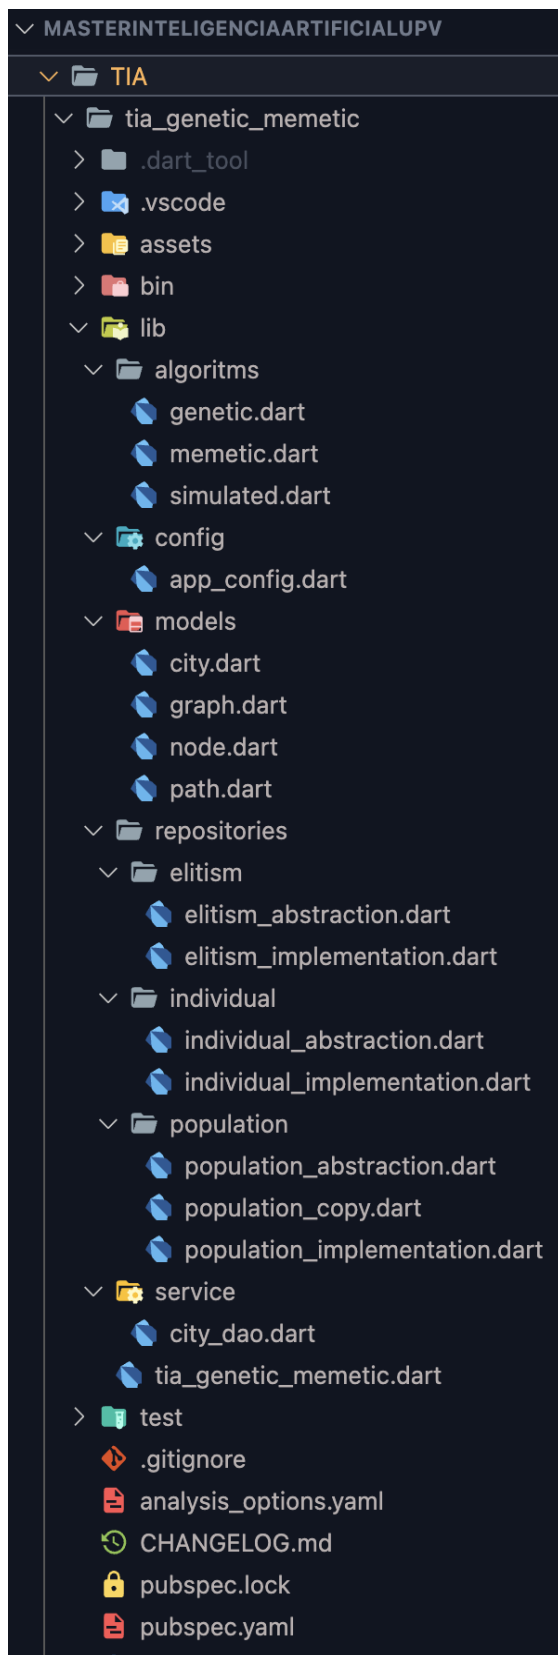 MASTERINTELIGENCIAARTIFICIALUPV
TIA
tia_genetic_memetic
.dart_tool
.vscode
assets
bin
lib
algoritms
genetic.dart
memetic.dart
simulated.dart
config
app_config.dart
models
city.dart
graph.dart
node.dart
path.dart
repositories
elitism
elitism_abstraction.dart
elitism_implementation.dart
individual
individual_abstraction.dart
individual_implementation.dart
population
population_abstraction.dart
population_copy.dart
population_implementation.dart
service
city_dao.dart
tia_genetic_memetic.dart
test
.gitignore
analysis_options.yaml
CHANGELOG.md
pubspec.lock
pubspec.yaml